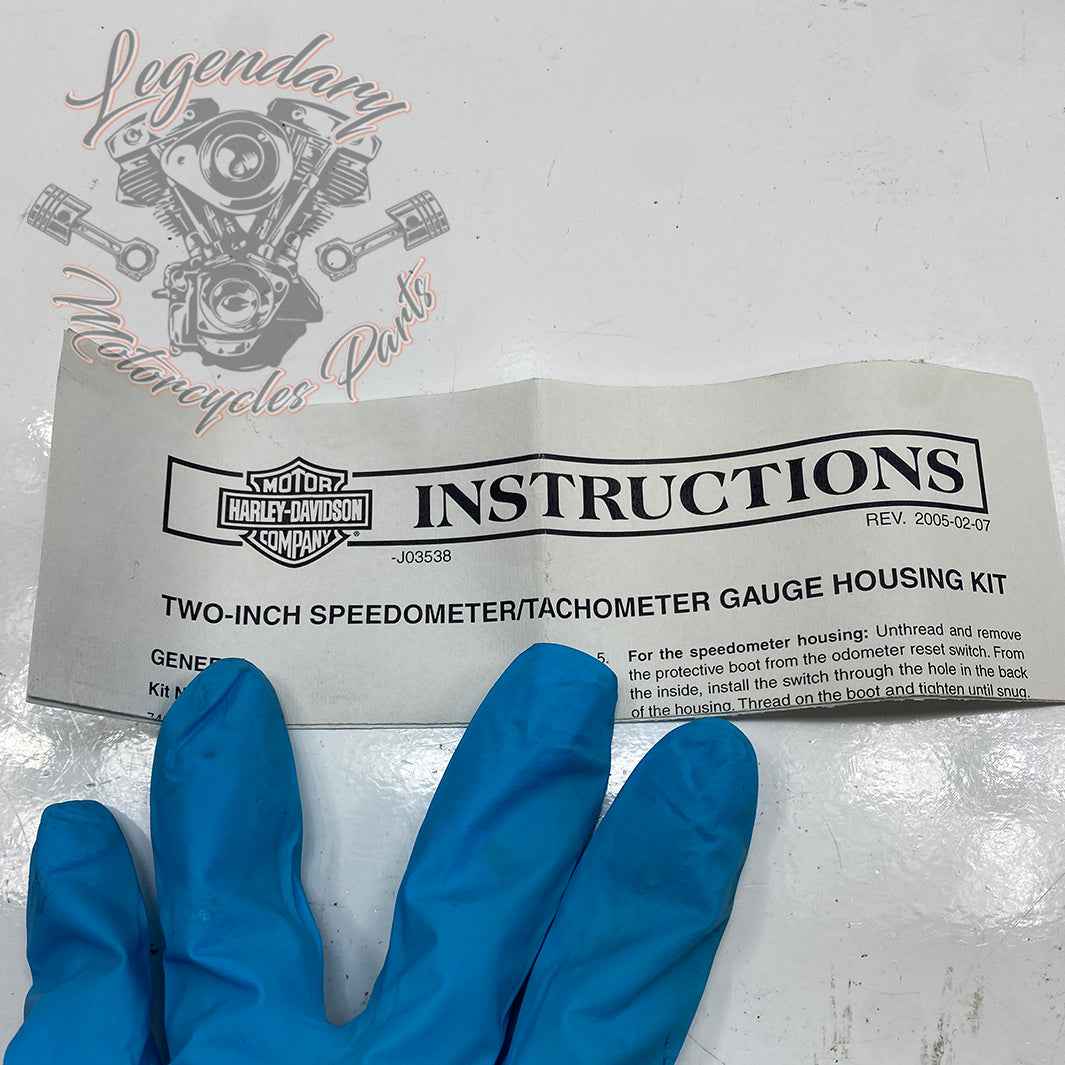 Legendary
Motorcycles Parts
MOTOR
HARLEY-DAVIDSON
COMPANY
®
INSTRUCTIONS
-J03538
REV. 2005-02-07
TWO-INCH SPEEDOMETER/TACHOMETER GAUGE HOUSING KIT
Kit
5. For the speedometer housing: Unthread and remove
the protective boot from the odometer reset switch. From
the inside, install the switch through the hole in the back
of the housing. Thread on the boot and tighten until snug.